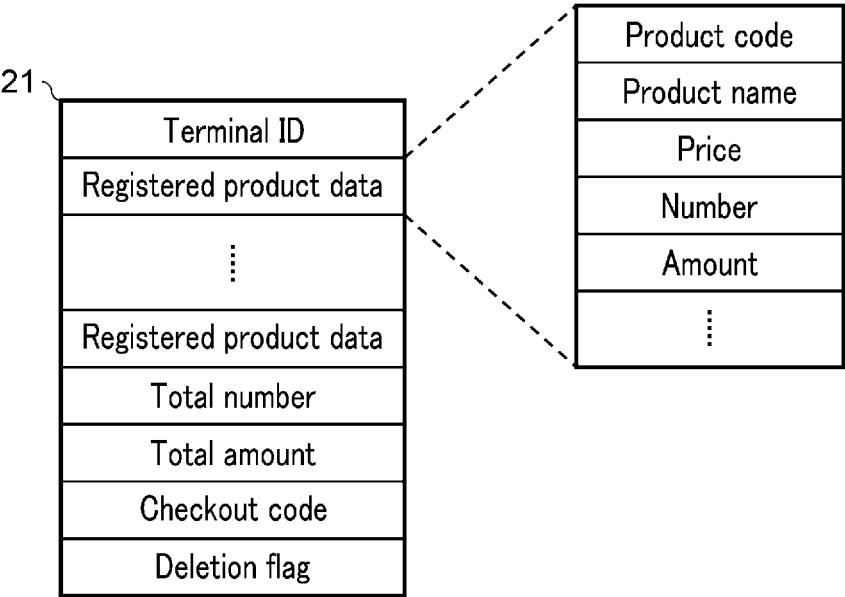 21
Terminal ID
Registered product data
Registered product data
Total number
Total amount
Checkout code
Deletion flag
Product code
Product name
Price
Number
Amount